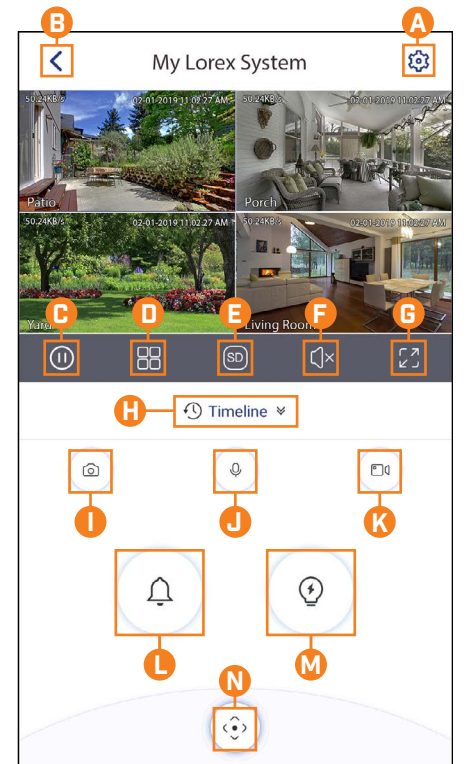 B
A
My Lorex System
50.24KB/s 02-01-2019 11:02:27 AM
50.24KB/s 02-01-2019 11:02:27 AM
Patio
Porch
50.24KB/s 02-01-2019 11:02:27 AM
50.24KB/s 02-01-2019 11:02:27 AM
Yard
Living Room
C
D
E
F
G
SD
H
Timeline
I
J
K
L
M
N